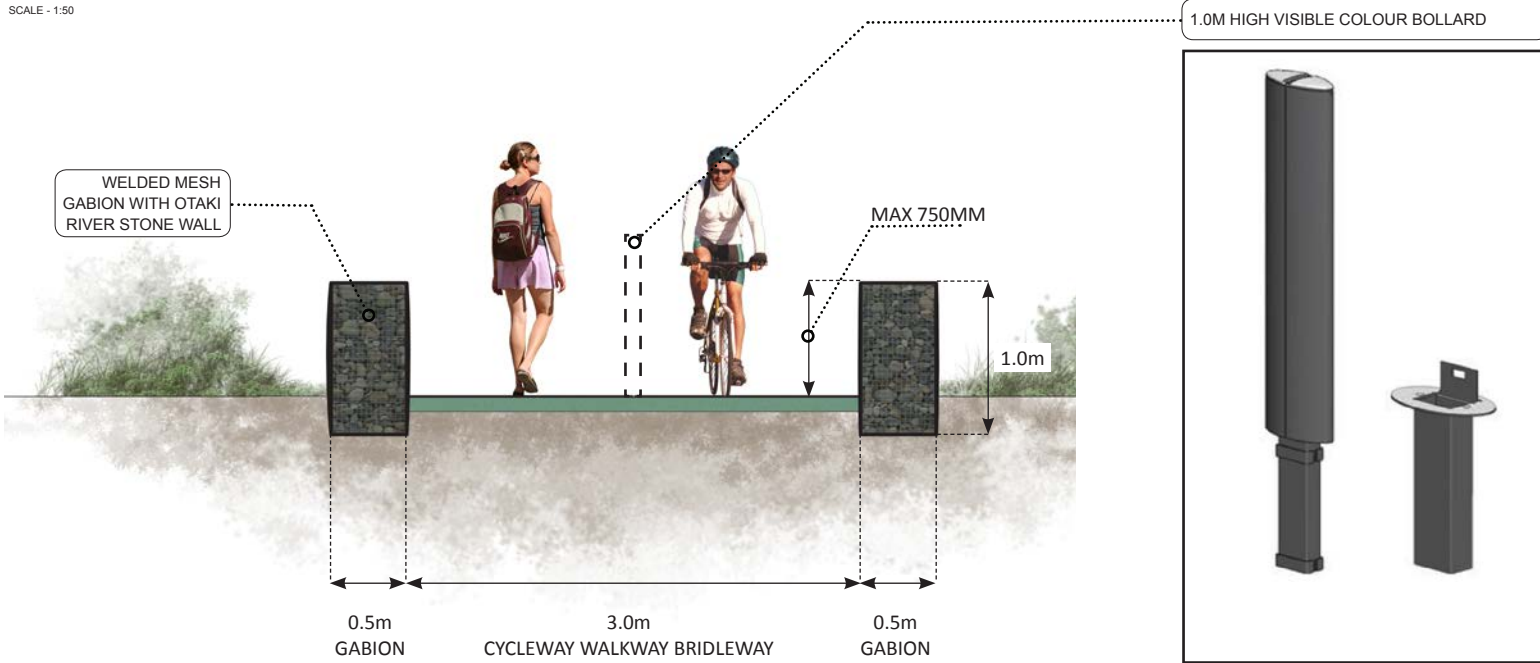 SCALE - 1:50
1.0M HIGH VISIBLE COLOUR BOLLARD
WELDED MESH
GABION WITH OTAKI
RIVER STONE WALL
MAX 750MM
1.0m
0.5m
GABION
3.0m
CYCLEWAY WALKWAY BRIDLEWAY
0.5m
GABION